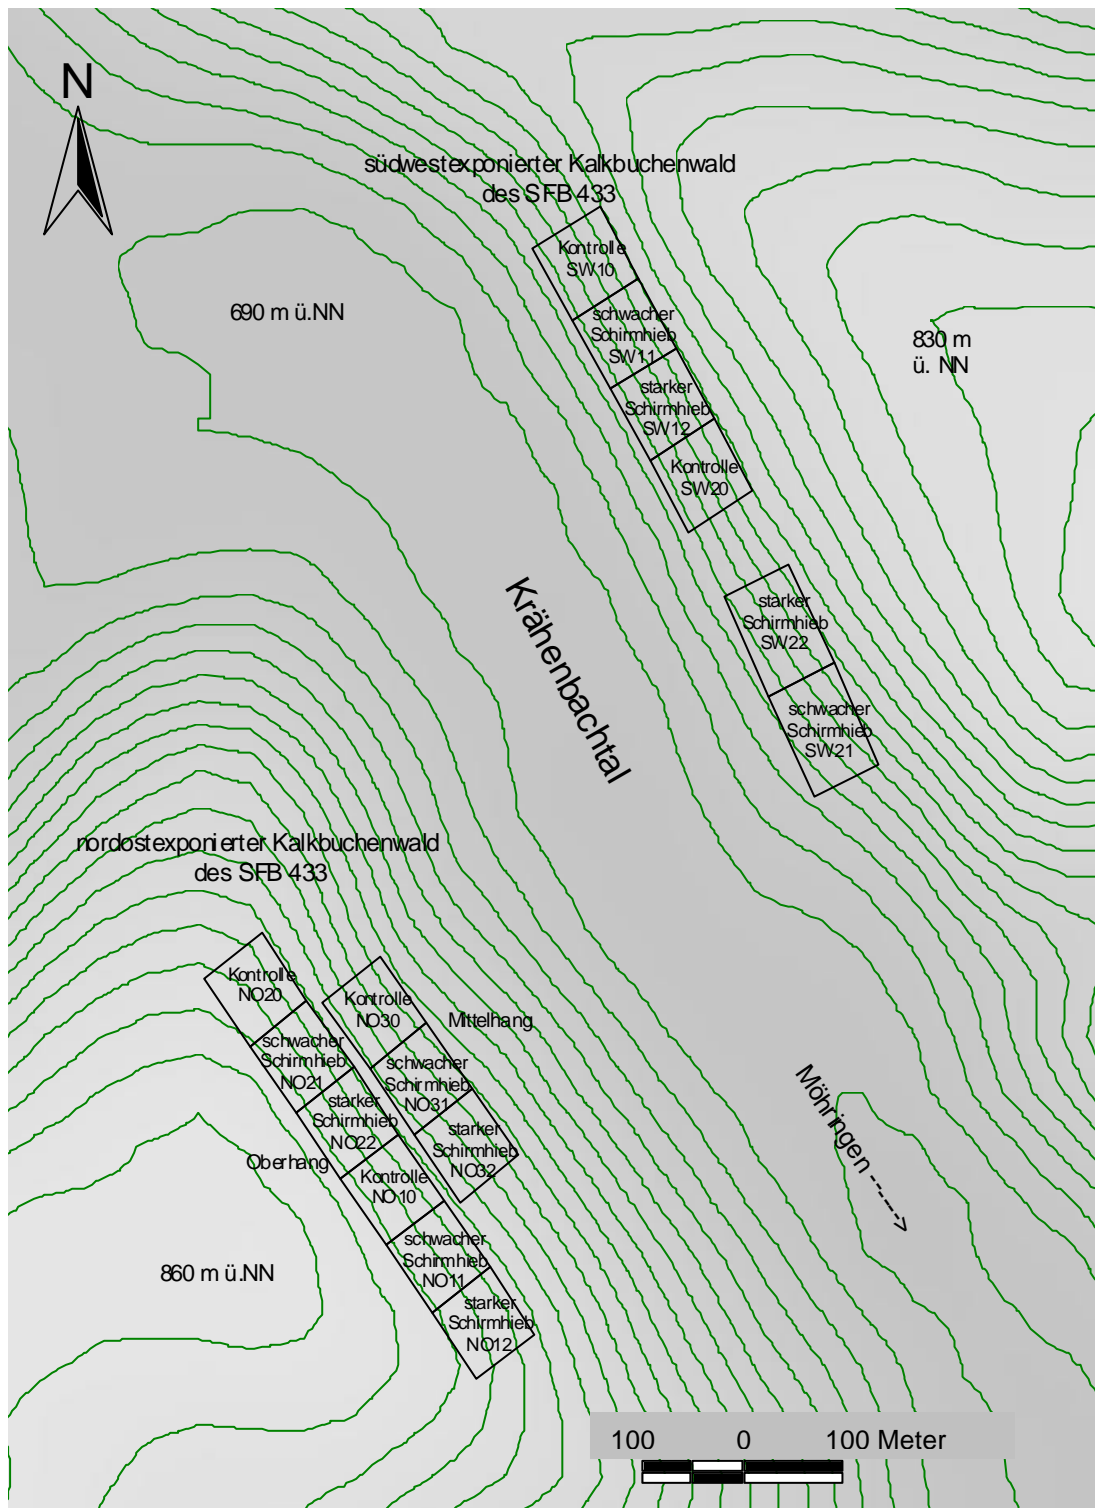 N
südwestexponierter Kalkbuchenwald
des SFB 433
Kontrolle
SW10
schwacher
Schirmhieb
SW11
starker
Schirmhieb
SW12
Kontrolle
SW20
690 m ü.NN
830 m
ü. NN
starker
Schirmhieb
SW22
schwacher
Schirmhieb
SW21
Krähenbachtal
nordostexponierter Kalkbuchenwald
des SFB 433
Kontrolle
NO20
schwacher
Schirmhieb
NO21
starker
Schirmhieb
NO22
Kontrolle
NO10
schwacher
Schirmhieb
NO11
starker
Schirmhieb
NO12
Kontrolle
NO30
schwacher
Schirmhieb
NO31
starker
Schirmhieb
NO32
Mittelhang
Oberhang
Möhringen ------>
860 m ü.NN
100 0 100 Meter